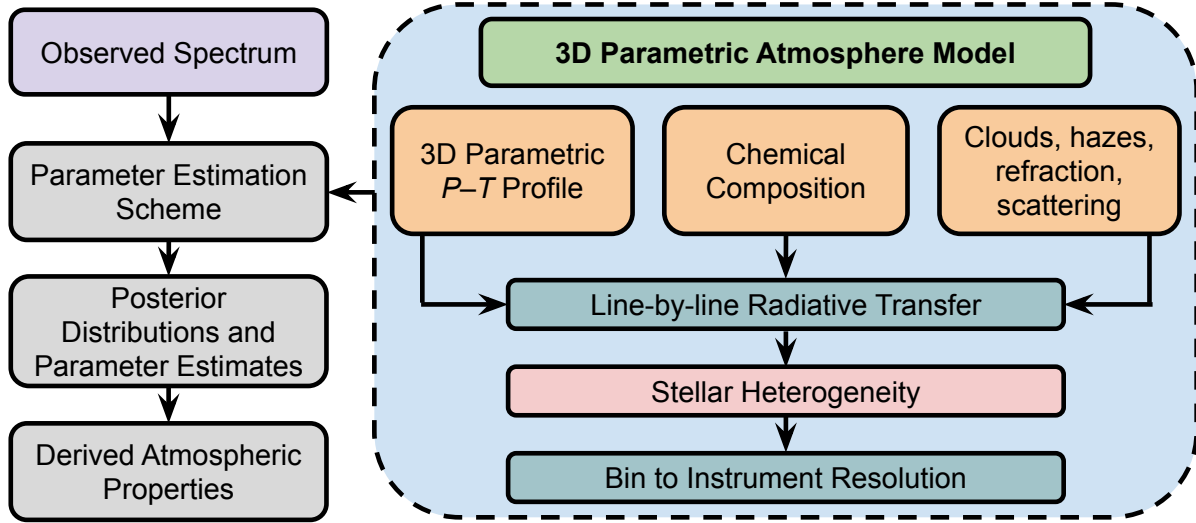 Observed Spectrum
Parameter Estimation
Scheme
Posterior
Distributions and
Parameter Estimates
Derived Atmospheric
Properties
3D Parametric Atmosphere Model
3D Parametric
P–T Profile
Chemical
Composition
Clouds, hazes,
refraction,
scattering
Line-by-line Radiative Transfer
Stellar Heterogeneity
Bin to Instrument Resolution